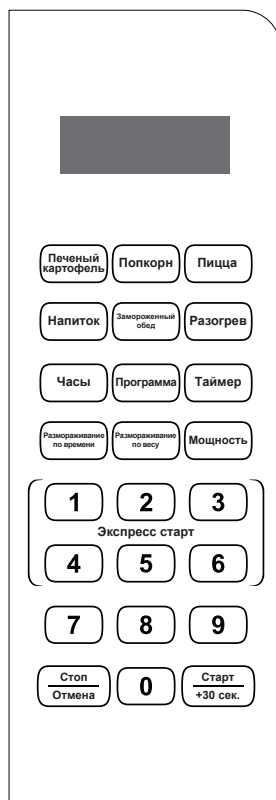 Печеный картофель
Попкорн
Пицца
Напиток
Замороженный обед
Разогрев
Часы
Программа
Таймер
Размораживание по времени
Размораживание по весу
Мощность
1 2 3
Экспресс старт
4 5 6
7 8 9
Стоп
Отмена
0
Старт
+30 сек.